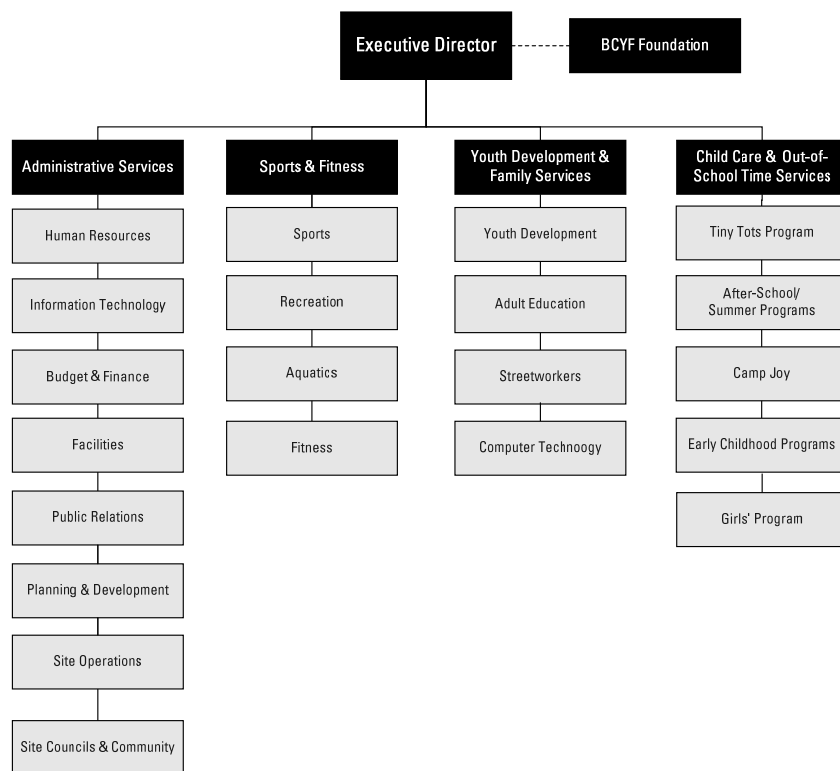 Executive Director
BCYF Foundation
Administrative Services
Sports & Fitness
Youth Development &
Family Services
Child Care & Out-of-
School Time Services
Human Resources
Information Technology
Budget & Finance
Facilities
Public Relations
Planning & Development
Site Operations
Site Councils & Community
Sports
Recreation
Aquatics
Fitness
Youth Development
Adult Education
Streetworkers
Computer Technoogy
Tiny Tots Program
After-School/
Summer Programs
Camp Joy
Early Childhood Programs
Girls' Program